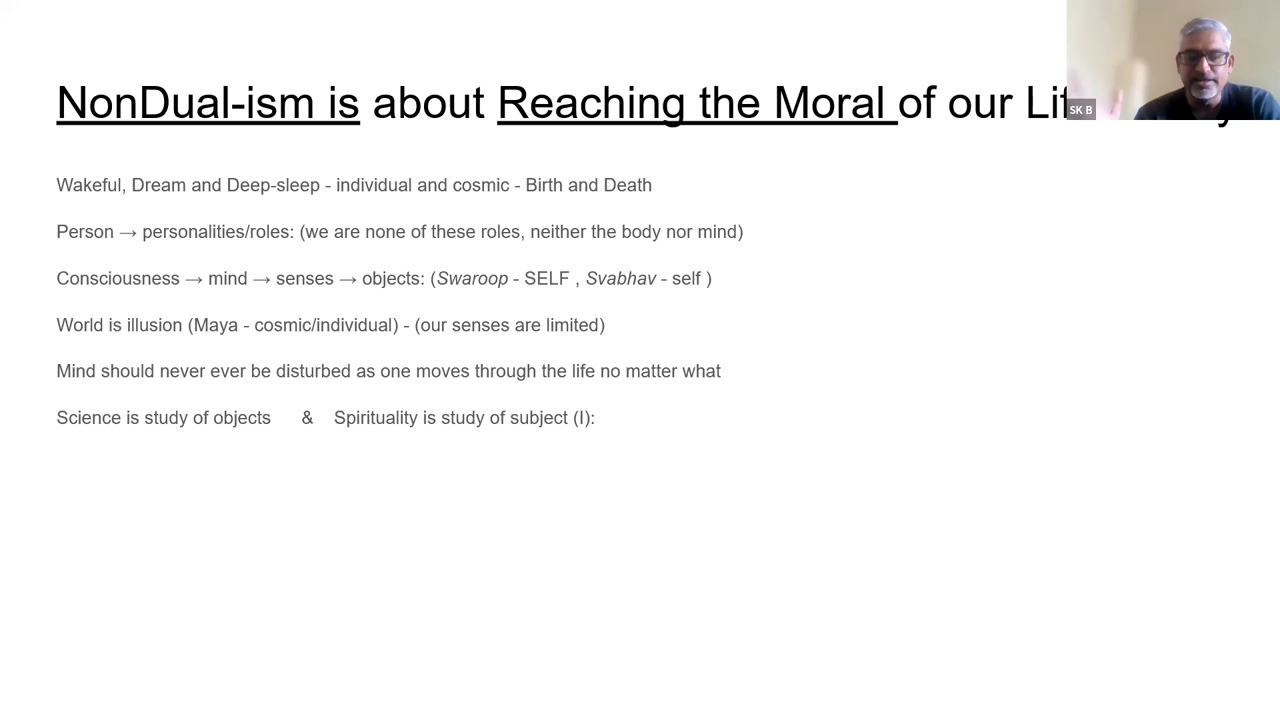 NonDual-ism is about Reaching the Moral of our
SK B
Wakeful, Dream and Deep-sleep - individual and cosmic - Birth and Death
Person → personalities/roles: (we are none of these roles, neither the body nor mind)
Consciousness → mind → senses → objects: (Swaroop - SELF , Svabhav - self )
World is illusion (Maya - cosmic/individual) - (our senses are limited)
Mind should never ever be disturbed as one moves through the life no matter what
Science is study of objects & Spirituality is study of subject (I):